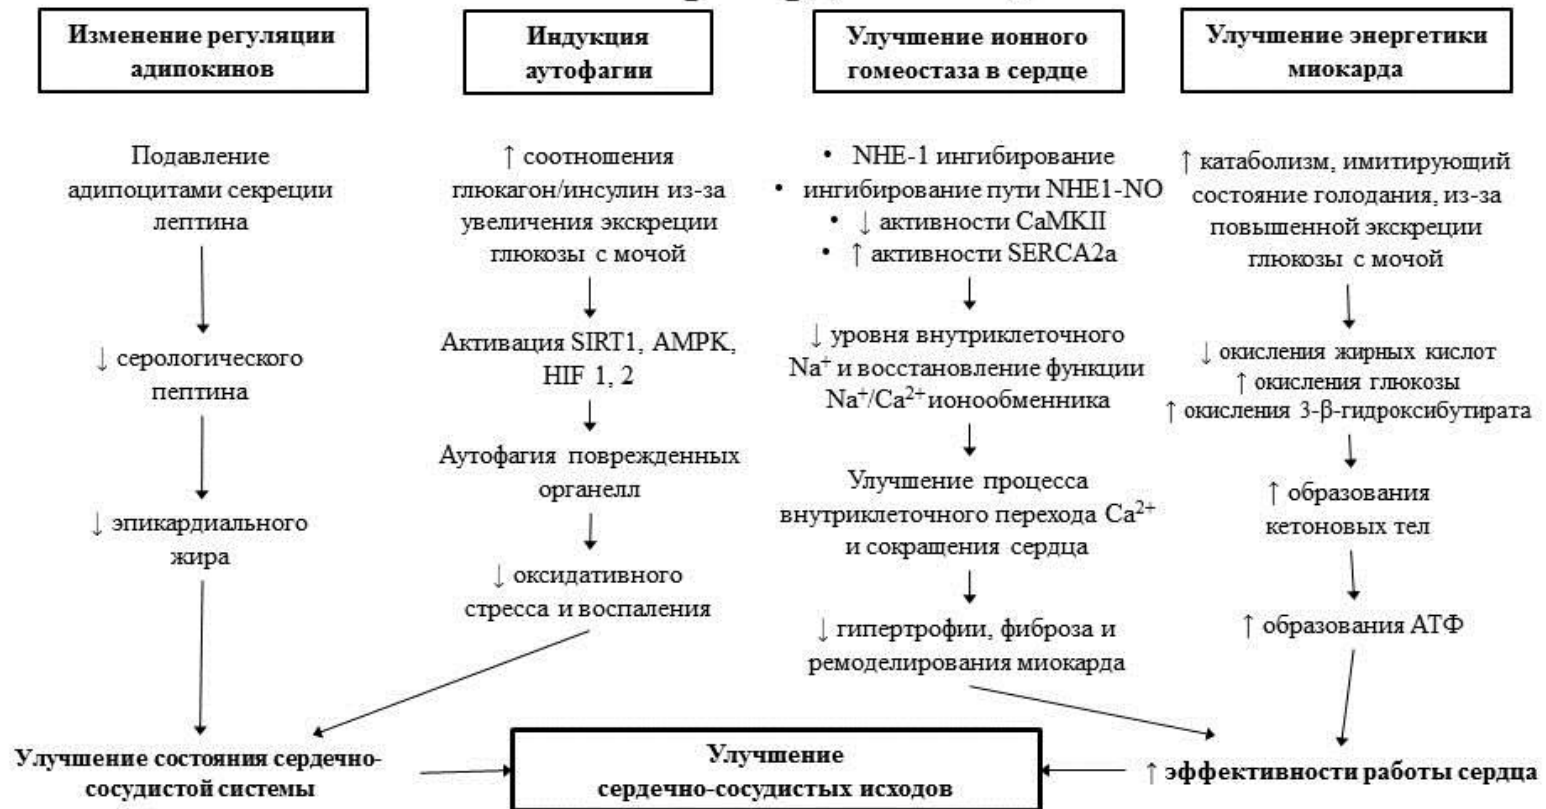 Изменение регуляции
адипокинов
Подавление
адипоцитами секреции
лептина
↓ серологического
пептина
↓ эпикардиального
жира
Индукция
аутофагии
↑ соотношения
глюкагон/инсулин из-за
увеличения экскреции
глюкозы с мочой
Активация SIRT1, AMPK,
HIF 1, 2
Аутофагия поврежденных
органелл
↓ оксидативного
стресса и воспаления
Улучшение ионного
гомеостаза в сердце
• NHE-1 ингибирование
• ингибирование пути NHE1-NO
• ↓ активности CaMKII
• ↑ активности SERCA2a
↓ уровня внутриклеточного
Na⁺ и восстановление функции
Na⁺/Ca²⁺ ионообменника
Улучшение процесса
внутриклеточного перехода Ca²⁺
и сокращения сердца
↓ гипертрофии, фиброза и
ремоделирования миокарда
Улучшение энергетики
миокарда
↑ катаболизм, имитирующий
состояние голодания, из-за
повышенной экскреции
глюкозы с мочой
↓ окисления жирных кислот
↑ окисления глюкозы
↑ окисления 3-β-гидроксибутирата
↑ образования
кетоновых тел
↑ образования АТФ
Улучшение состояния сердечно-
сосудистой системы
Улучшение
сердечно-сосудистых исходов
↑ эффективности работы сердца